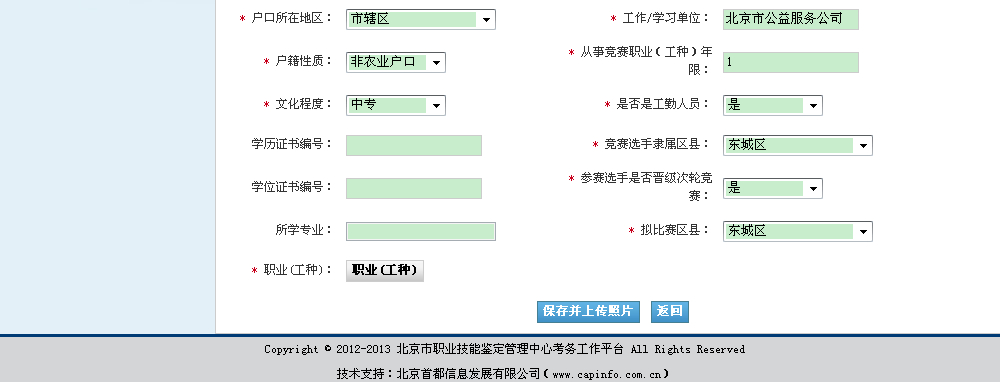 * 户口所在地区： 市辖区 * 工作/学习单位： 北京市公益服务公司
* 户籍性质： 非农业户口 * 从事竞赛职业（工种）年
限： 1
* 文化程度： 中专 * 是否是工勤人员： 是
学历证书编号： * 竞赛选手隶属区县： 东城区
学位证书编号： * 参赛选手是否晋级次轮竞
赛： 是
所学专业： * 拟比赛区县： 东城区
* 职业(工种)： 职业(工种)
保存并上传照片 返回
Copyright © 2012-2013 北京市职业技能鉴定管理中心考务工作平台 All Rights Reserved
技术支持：北京首都信息发展有限公司（www.capinfo.com.cn）